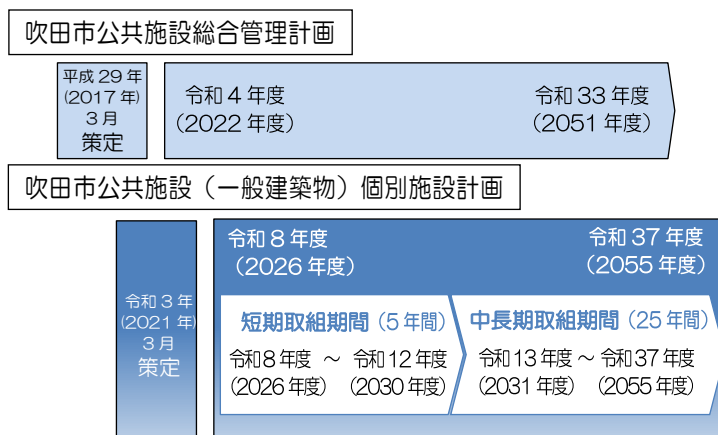 吹田市公共施設総合管理計画
平成29年
(2017年)
3月
策定
令和4年度
(2022年度)
令和33年度
(2051年度)
吹田市公共施設(一般建築物)個別施設計画
令和3年
(2021年)
3月
策定
令和8年度
(2026年度)
令和37年度
(2055年度)
短期取組期間(5年間)
令和8年度 ~ 令和12年度
(2026年度) (2030年度)
中長期取組期間(25年間)
令和13年度 ~ 令和37年度
(2031年度) (2055年度)